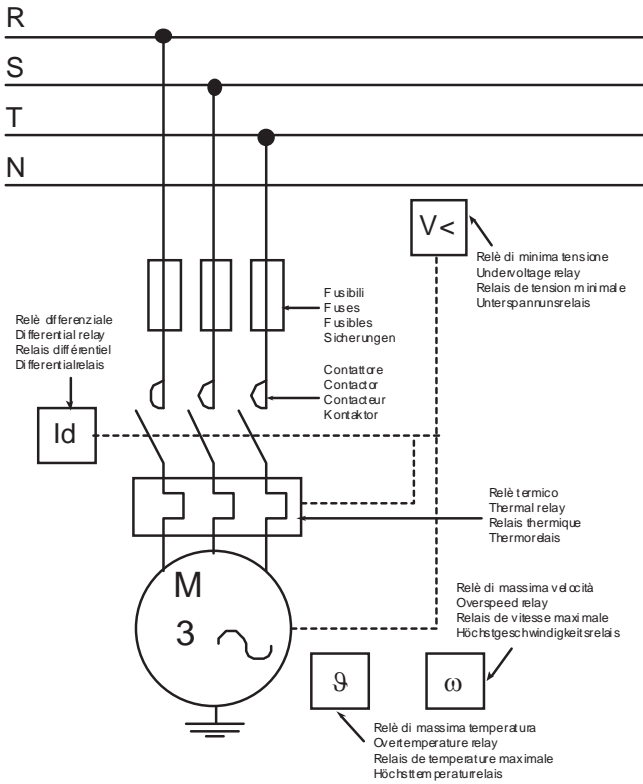 R
S
T
N
V<
Relè di minima tensione
Undervoltage relay
Relais de tension minimale
Unterspannunsrelais
Fusibili
Fuses
Fusibles
Sicherungen
Relè differenziale
Differential relay
Relais différentiel
Differentialrelais
Contattore
Contactor
Contacteur
Kontaktor
Id
Relè termico
Thermal relay
Relais thermique
Thermorelais
M
3
Relè di massima velocità
Overspeed relay
Relais de vitesse maximale
Höchstgeschwindigkeitsrelais
ϑ
ω
Relè di massima temperatura
Overtemperature relay
Relais de temperature maximale
Höchsttemperaturrelais